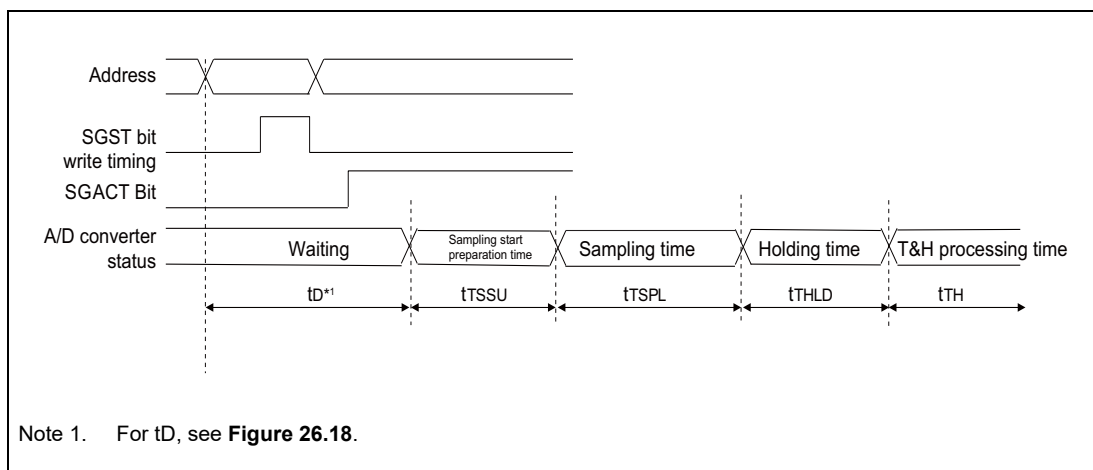 Address
SGST bit
write timing
SGACT Bit
A/D converter
status
Waiting
Sampling start
preparation time
Sampling time
Holding time
T&H processing time
tD*1
tTSSU
tTSPL
tTHLD
tTH
Note 1. For tD, see Figure 26.18.